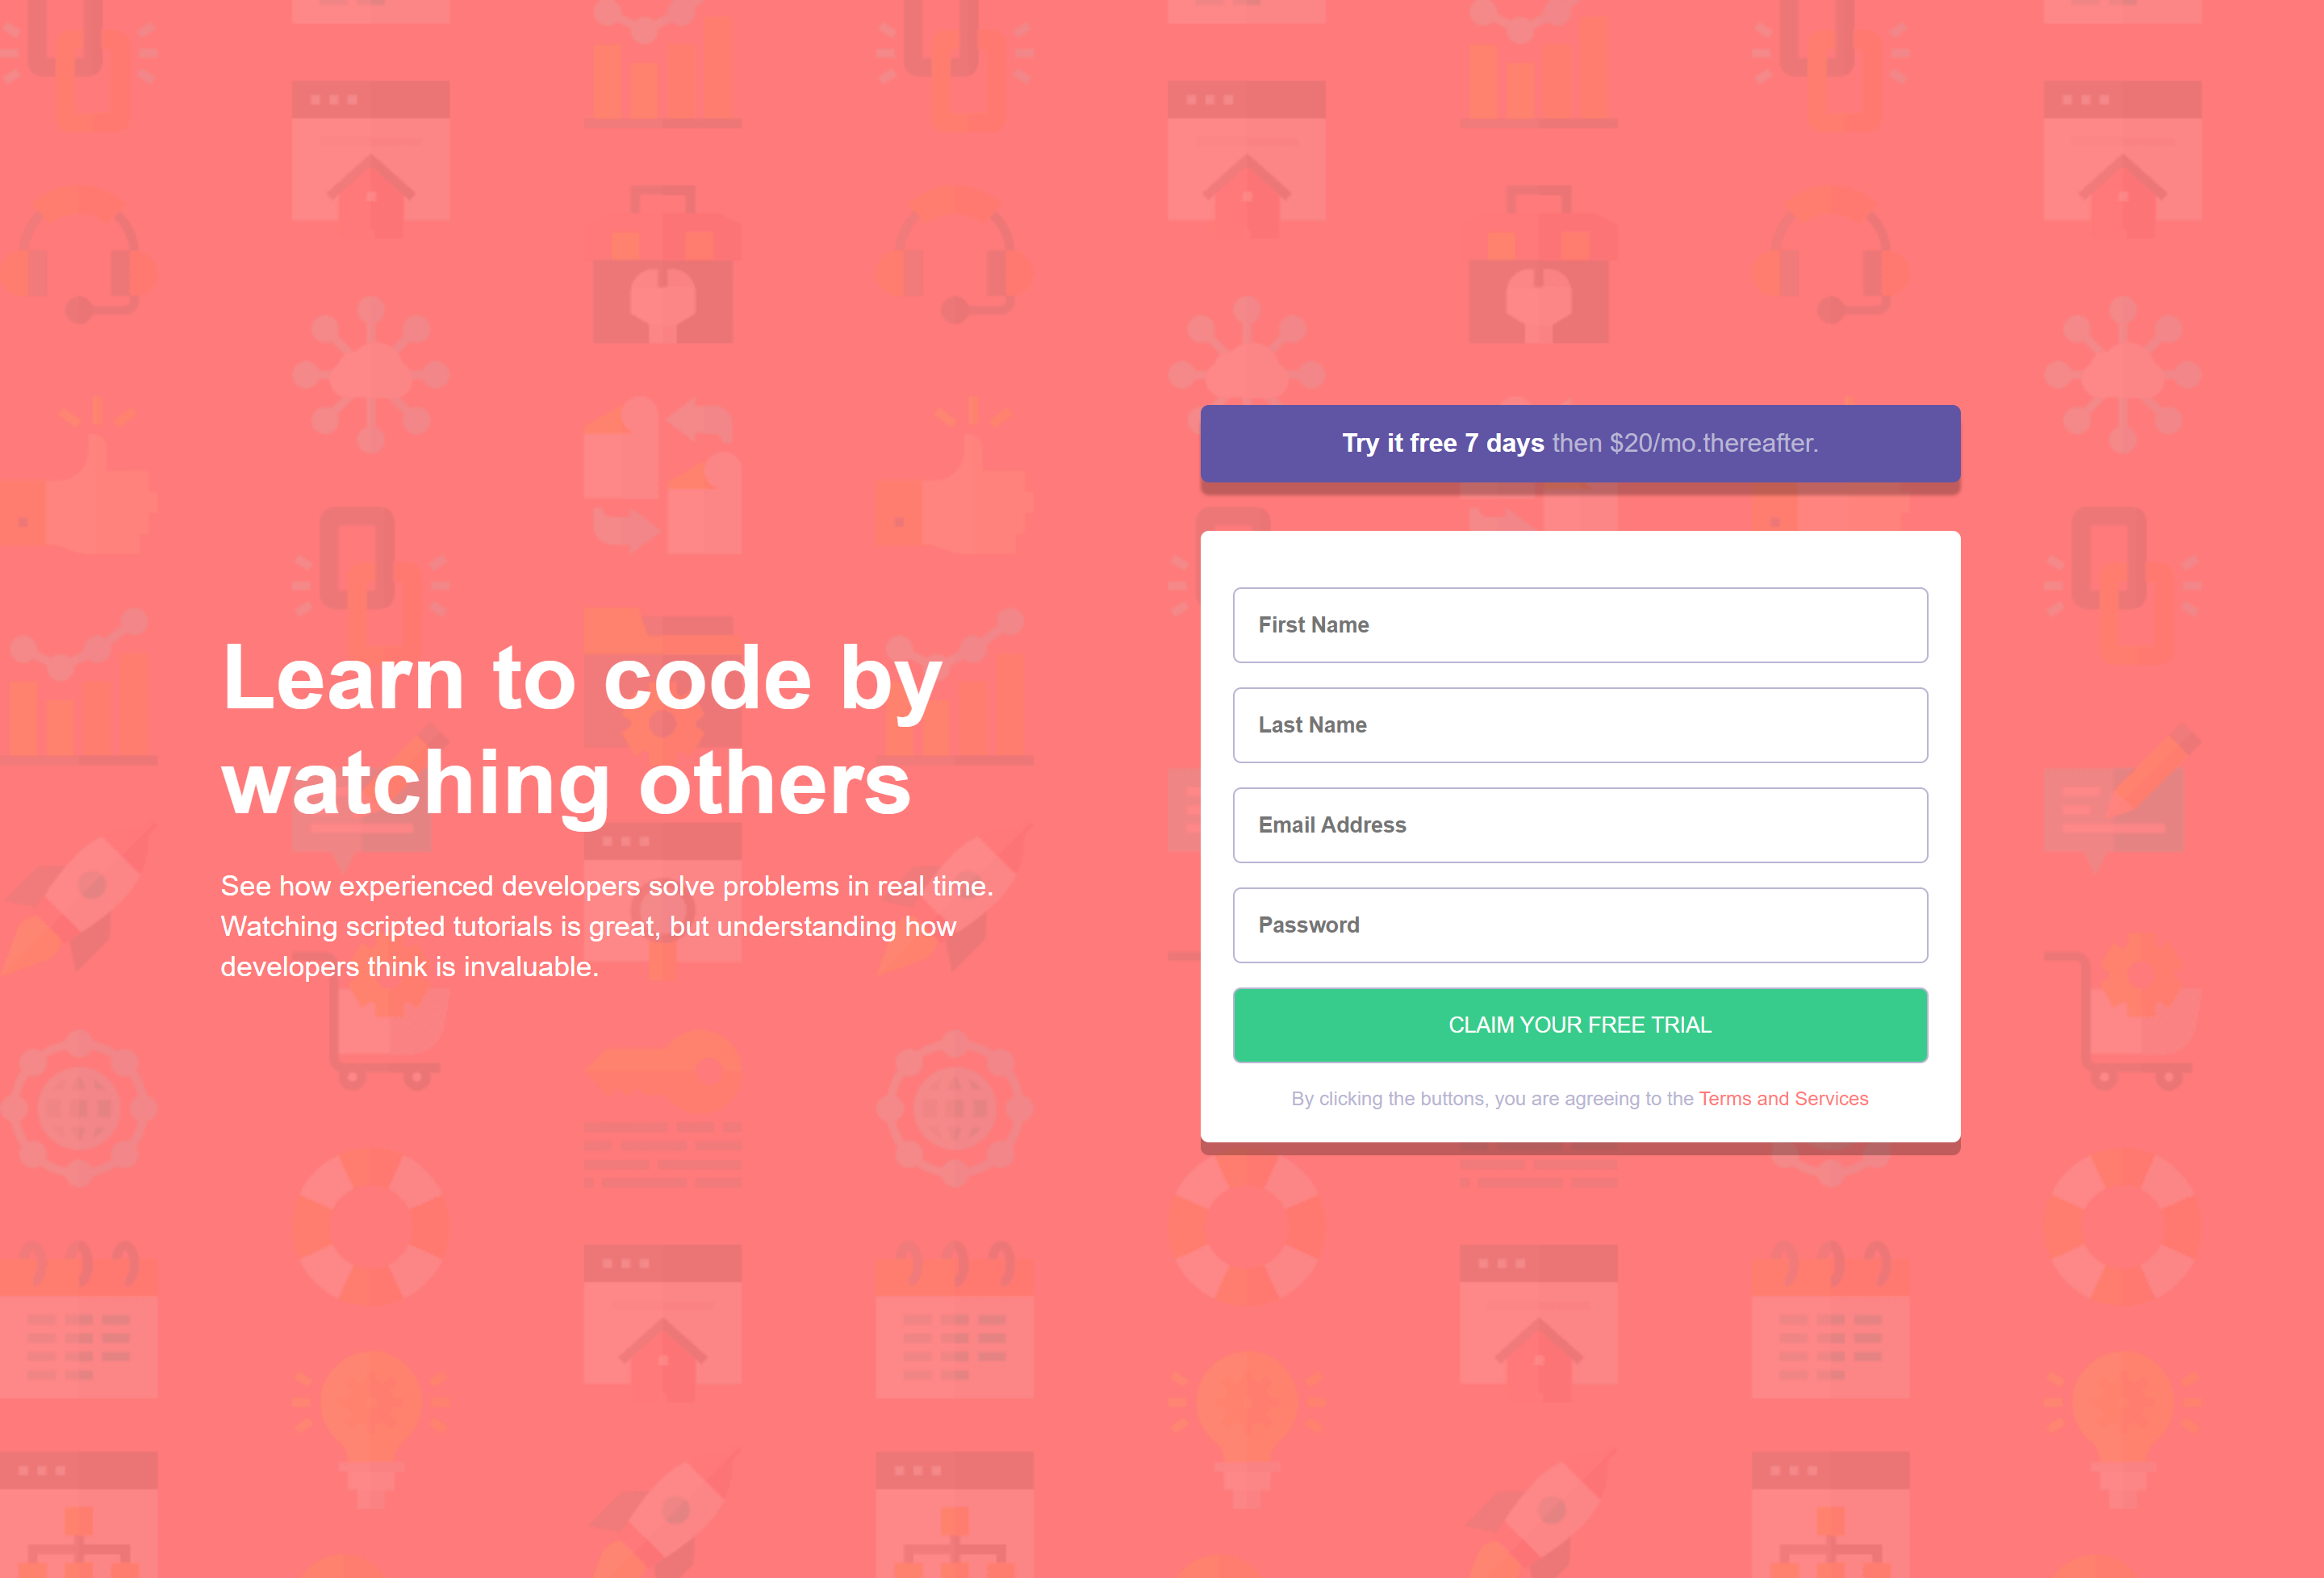 Learn to code by
watching others
See how experienced developers solve problems in real time.
Watching scripted tutorials is great, but understanding how
developers think is invaluable.
Try it free 7 days then $20/mo.thereafter.
First Name
Last Name
Email Address
Password
CLAIM YOUR FREE TRIAL
By clicking the buttons, you are agreeing to the Terms and Services